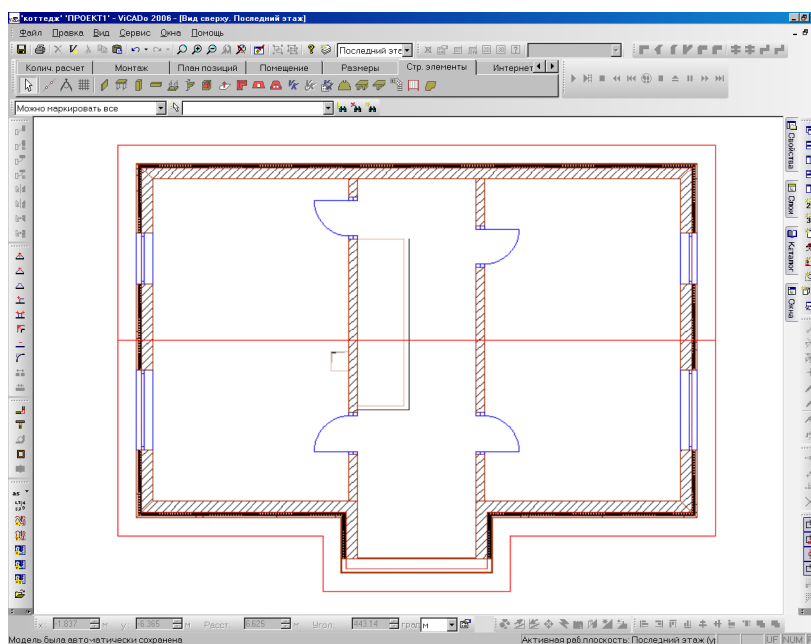 "коттедж" 'ПРОЕКТ1' - ViCADo 2006 - [Вид сверху. Последний этаж]
Файл Правка Вид Сервис Окна Помощь
Последний этс
Колич. расчет Монтаж План позиций Помещение Размеры Стр. элементы Интернет
Можно маркировать все
Свойства
Слои
Каталог
Окна
x: -1.837 м y: -6.365 м Расст: 6.625 м Угол: 443.14 град м
Модель была автоматически сохранена Активная раб.плоскость: Последний этаж (у| UF NUM